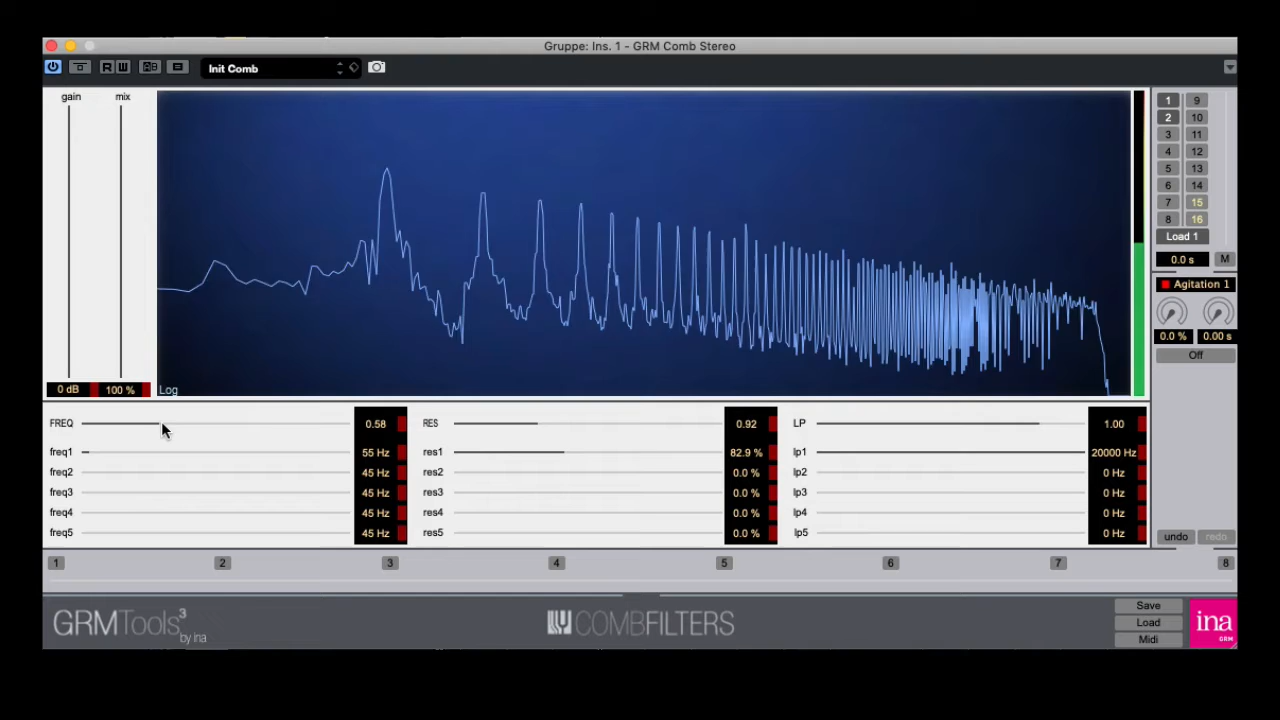 Gruppe: Ins. 1 - GRM Comb Stereo
R W Init Comb
gain mix
0 dB 100 % Log
1 9
2 10
3 11
4 12
5 13
6 14
7 15
8 16
Load 1
0.0 s M
Agitation 1
0.0 % 0.00 s
Off
FREQ 0.58 RES 0.92 LP 1.00
freq1 55 Hz res1 82.9 % lp1 20000 Hz
freq2 45 Hz res2 0.0 % lp2 0 Hz
freq3 45 Hz res3 0.0 % lp3 0 Hz
freq4 45 Hz res4 0.0 % lp4 0 Hz
freq5 45 Hz res5 0.0 % lp5 0 Hz
undo redo
1 2 3 4 5 6 7 8
GRMTools3 by ina
COMBFILTERS
Save
Load
Midi
ina
GRM